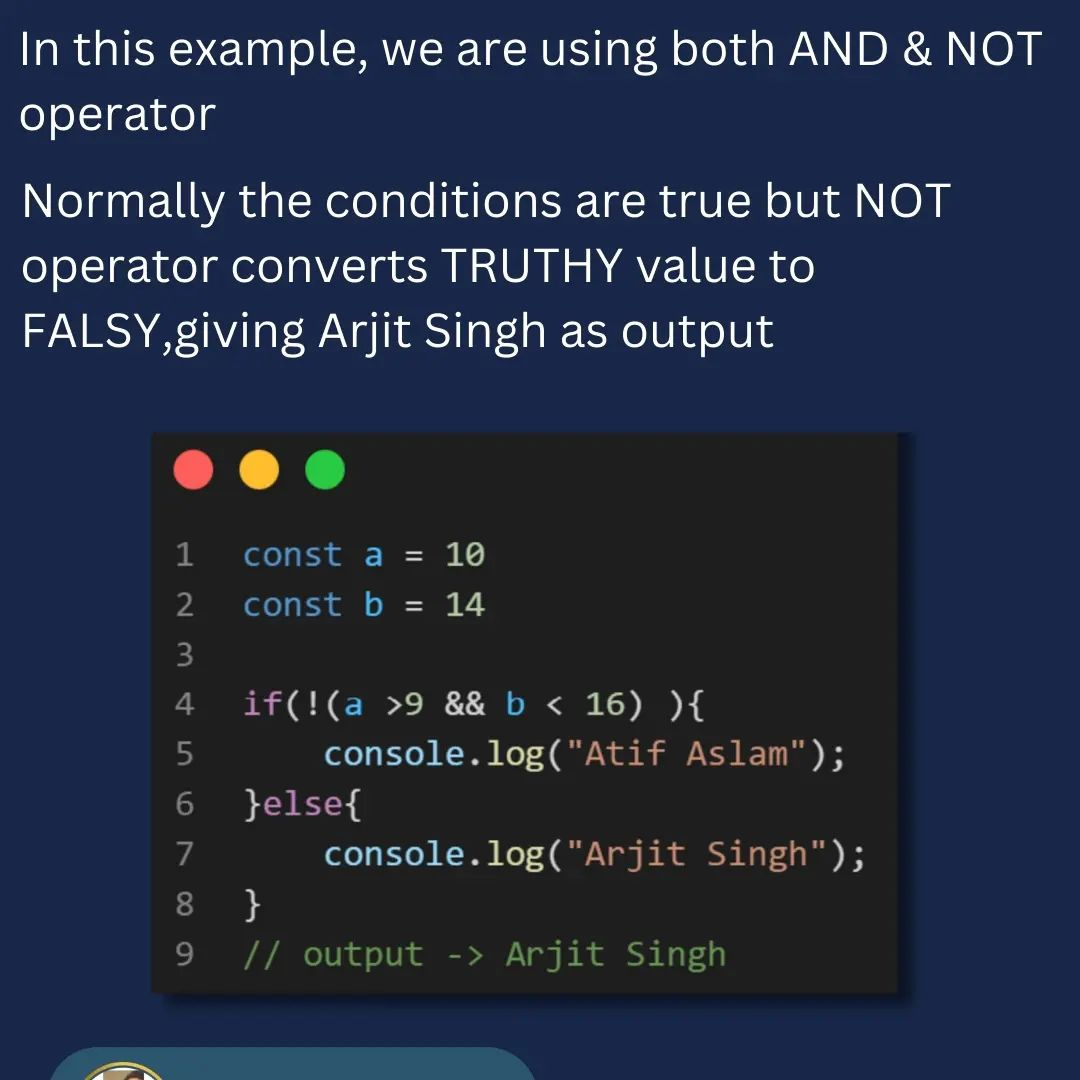 In this example, we are using both AND & NOT
operator
Normally the conditions are true but NOT
operator converts TRUTHY value to
FALSY,giving Arjit Singh as output
1 const a = 10
2 const b = 14
3
4 if(!(a >9 && b < 16) ){
5     console.log("Atif Aslam");
6 }else{
7     console.log("Arjit Singh");
8 }
9 // output -> Arjit Singh